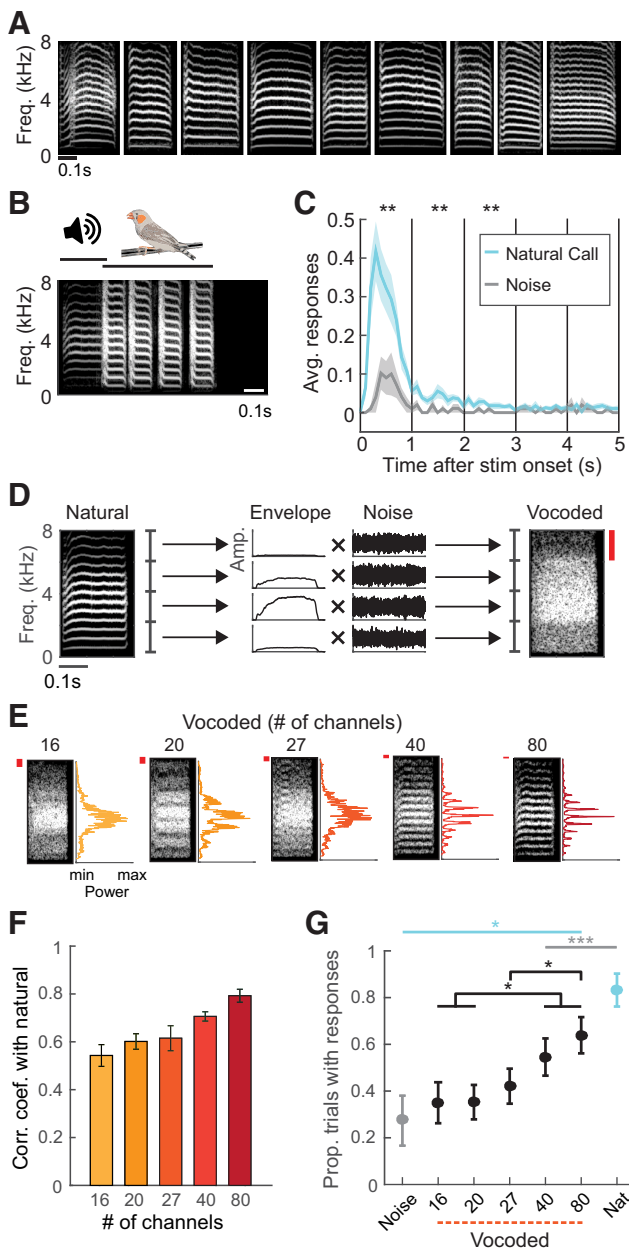 A
Freq. (kHz)
8
4
0
0.1s
B
Freq. (kHz)
8
4
0
0.1s
C
** ** **
Avg. responses
0.5
0.4
0.3
0.2
0.1
0
Natural Call
Noise
0 1 2 3 4 5
Time after stim onset (s)
D
Natural Envelope Noise Vocoded
Freq. (kHz)
8
4
0
Amp.
0.1s
E
Vocoded (# of channels)
16 20 27 40 80
min max
Power
F
Corr. coef. with natural
1
0.8
0.6
0.4
0.2
0
16 20 27 40 80
# of channels
G
*
***
*
*
Prop. trials with responses
1
0.8
0.6
0.4
0.2
0
Noise 16 20 27 40 80 Nat
Vocoded